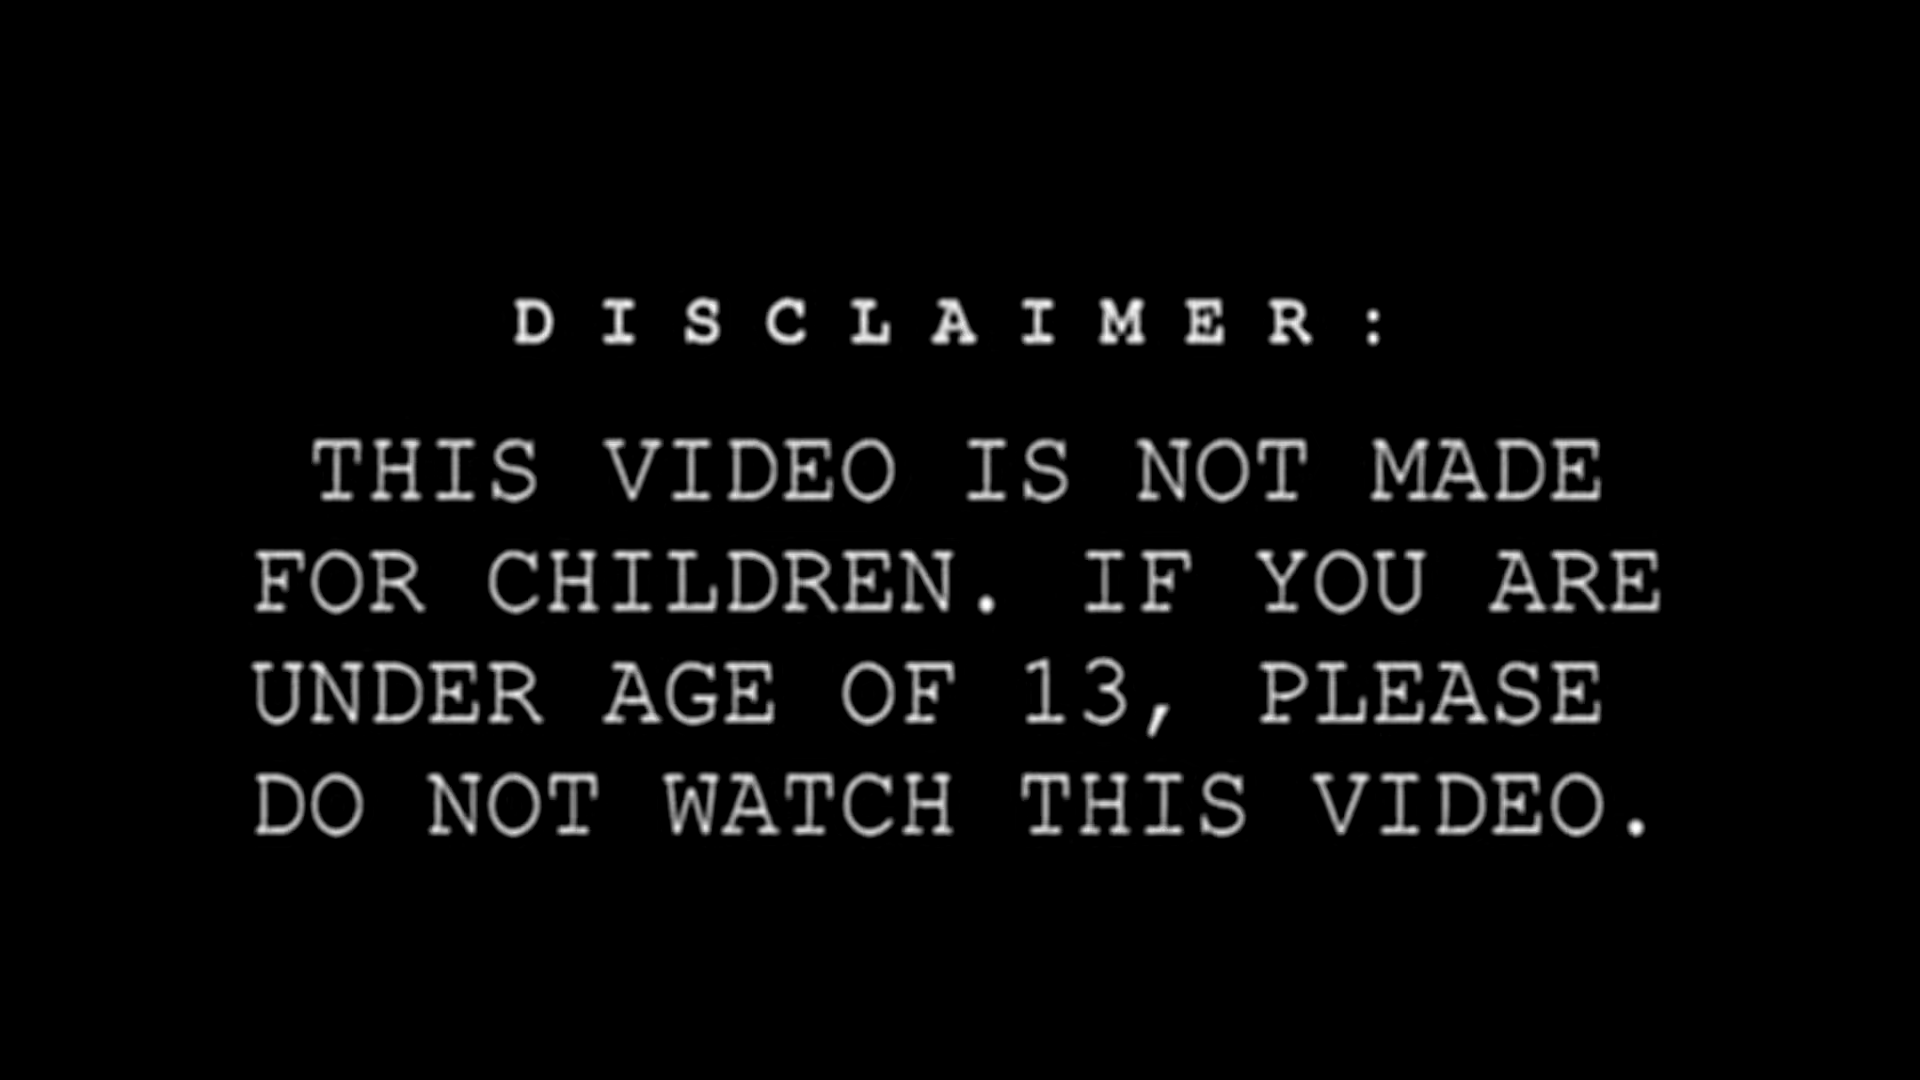 DISCLAIMER:
THIS VIDEO IS NOT MADE
FOR CHILDREN. IF YOU ARE
UNDER AGE OF 13, PLEASE
DO NOT WATCH THIS VIDEO.